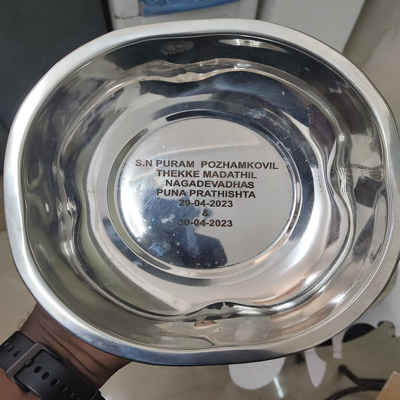 S.N PURAM POZHAMKOVIL
THEKKE MADATHIL
NAGADEVADHAS
PUNA PRATHISHTA
29-04-2023
&
30-04-2023